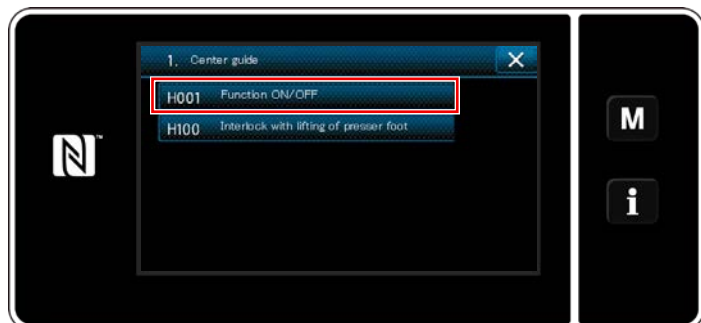 1. Center guide
H001 Function ON/OFF
H100 Interlock with lifting of presser foot
M
i